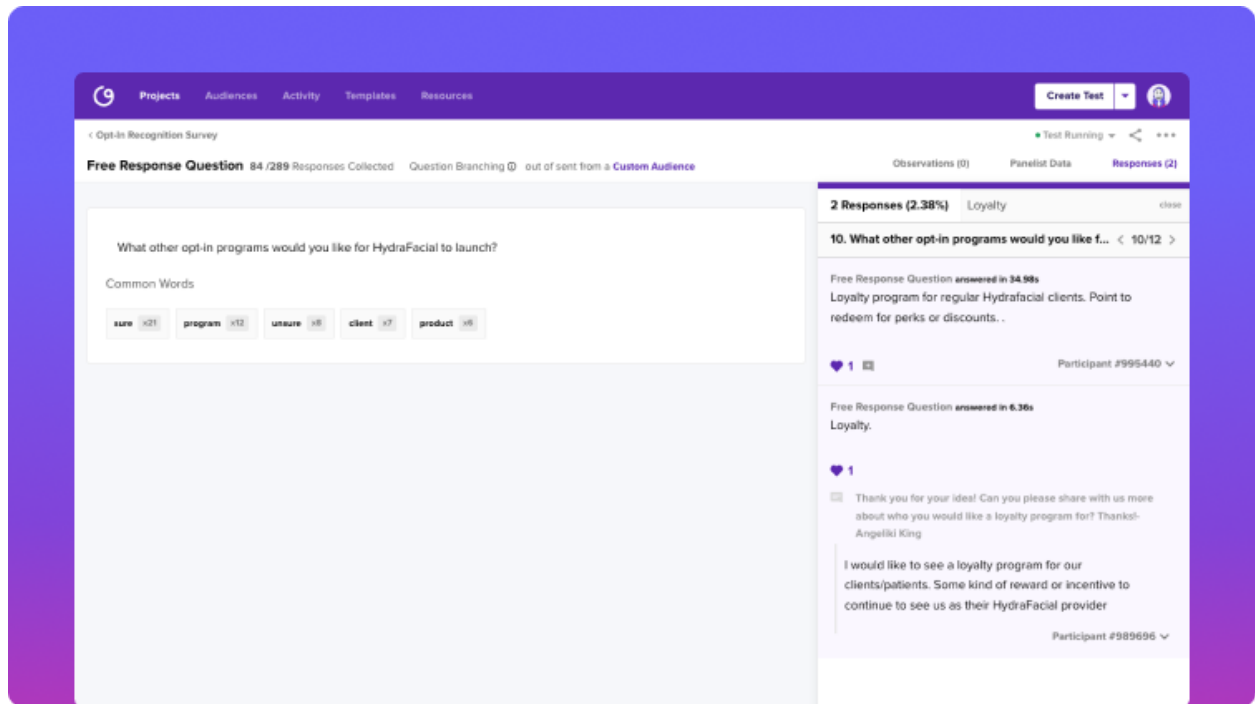 Projects Audiences Activity Templates Resources Create Test
< Opt-In Recognition Survey Test Running
Free Response Question 84 /289 Responses Collected Question Branching out of sent from a Custom Audience Observations (0) Panelist Data Responses (2)
2 Responses (2.38%) Loyalty close
10. What other opt-in programs would you like f... < 10/12 >
What other opt-in programs would you like for HydraFacial to launch?
Common Words
sure x21 program x12 unsure x8 client x7 product x6
Free Response Question answered in 34.98s
Loyalty program for regular Hydrafacial clients. Point to
redeem for perks or discounts. .
1 Participant #995440
Free Response Question answered in 6.36s
Loyalty.
1
Thank you for your idea! Can you please share with us more
about who you would like a loyalty program for? Thanks!-
Angeliki King
I would like to see a loyalty program for our
clients/patients. Some kind of reward or incentive to
continue to see us as their HydraFacial provider
Participant #989696